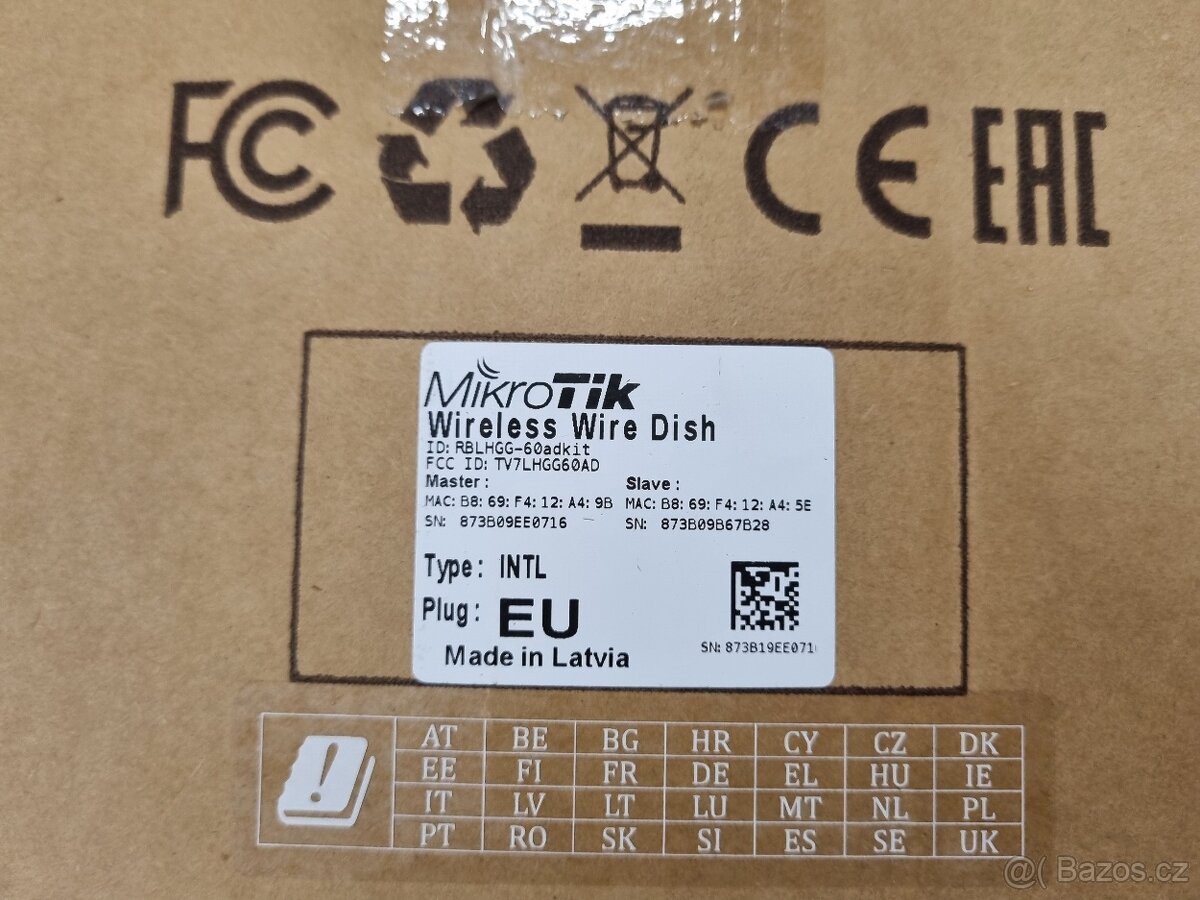 FC CE EAC
MikroTik
Wireless Wire Dish
ID: RBLHGG-60adkit
FCC ID: TV7LHGG60AD
Master: Slave:
MAC: B8: 69: F4: 12: A4: 9B MAC: B8: 69: F4: 12: A4: 5E
SN: 873B09EE0716 SN: 873B09B67B28
Type: INTL
Plug: EU
SN: 873B19EE071
Made in Latvia
AT BE BG HR CY CZ DK
EE FI FR DE EL HU IE
IT LV LT LU MT NL PL
PT RO SK SI ES SE UK
@( Bazos.cz